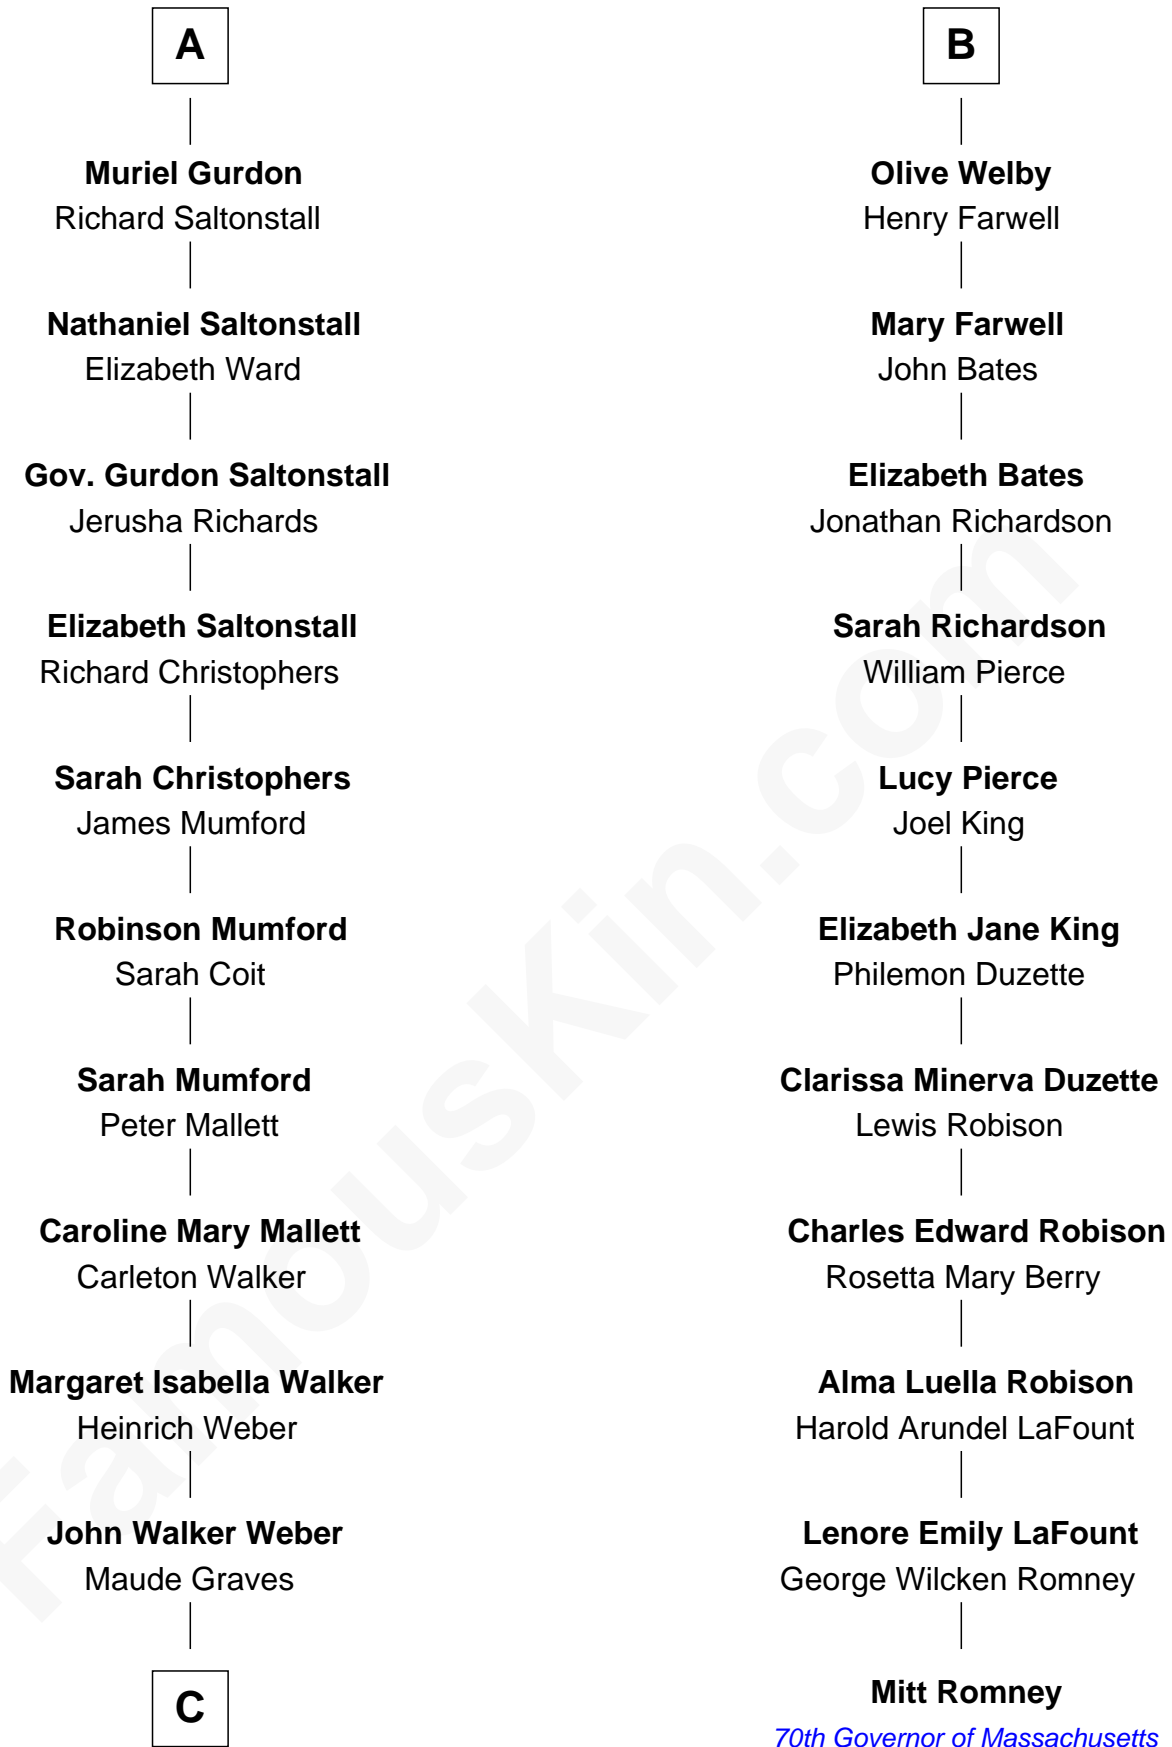 A
Muriel Gurdon
Richard Saltonstall
Nathaniel Saltonstall
Elizabeth Ward
Gov. Gurdon Saltonstall
Jerusha Richards
Elizabeth Saltonstall
Richard Christophers
Sarah Christophers
James Mumford
Robinson Mumford
Sarah Coit
Sarah Mumford
Peter Mallett
Caroline Mary Mallett
Carleton Walker
Margaret Isabella Walker
Heinrich Weber
John Walker Weber
Maude Graves
C
B
Olive Welby
Henry Farwell
Mary Farwell
John Bates
Elizabeth Bates
Jonathan Richardson
Sarah Richardson
William Pierce
Lucy Pierce
Joel King
Elizabeth Jane King
Philemon Duzette
Clarissa Minerva Duzette
Lewis Robison
Charles Edward Robison
Rosetta Mary Berry
Alma Luella Robison
Harold Arundel LaFount
Lenore Emily LaFount
George Wilcken Romney
Mitt Romney
70th Governor of Massachusetts
FamousKin.com